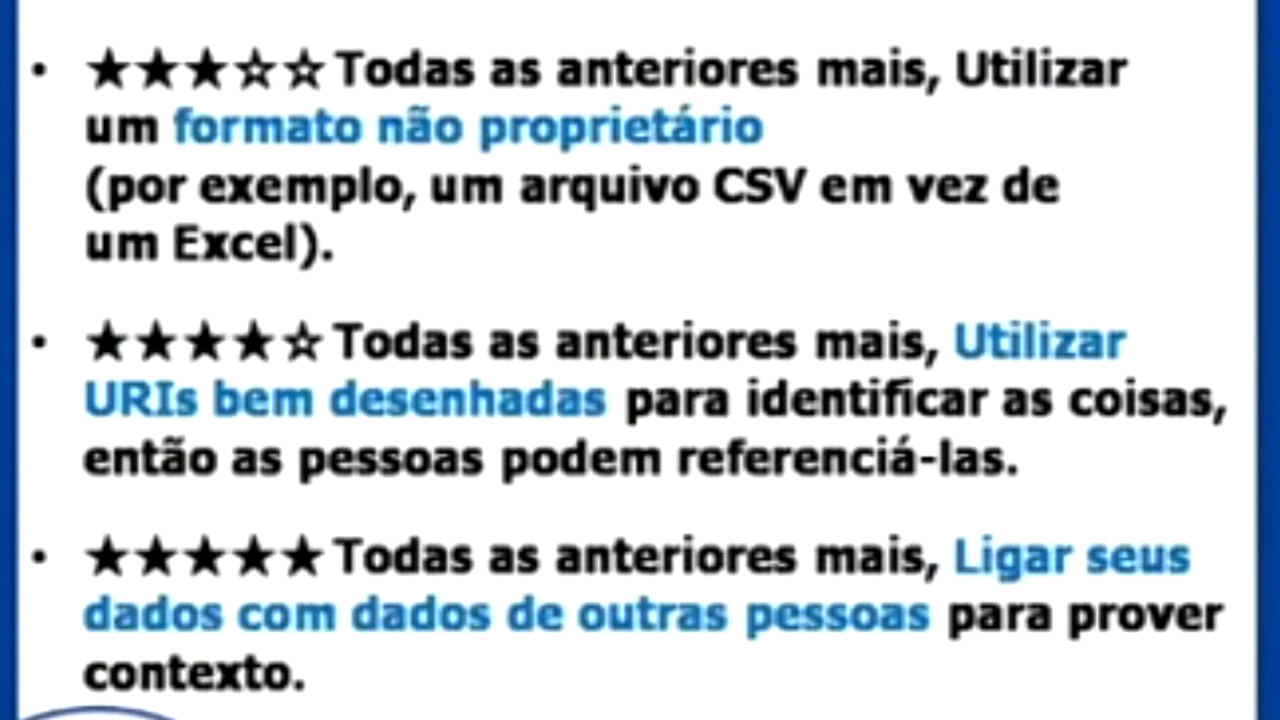 • ★★★☆☆ Todas as anteriores mais, Utilizar
um formato não proprietário
(por exemplo, um arquivo CSV em vez de
um Excel).
• ★★★★☆ Todas as anteriores mais, Utilizar
URIs bem desenhadas para identificar as coisas,
então as pessoas podem referenciá-las.
• ★★★★★ Todas as anteriores mais, Ligar seus
dados com dados de outras pessoas para prover
contexto.